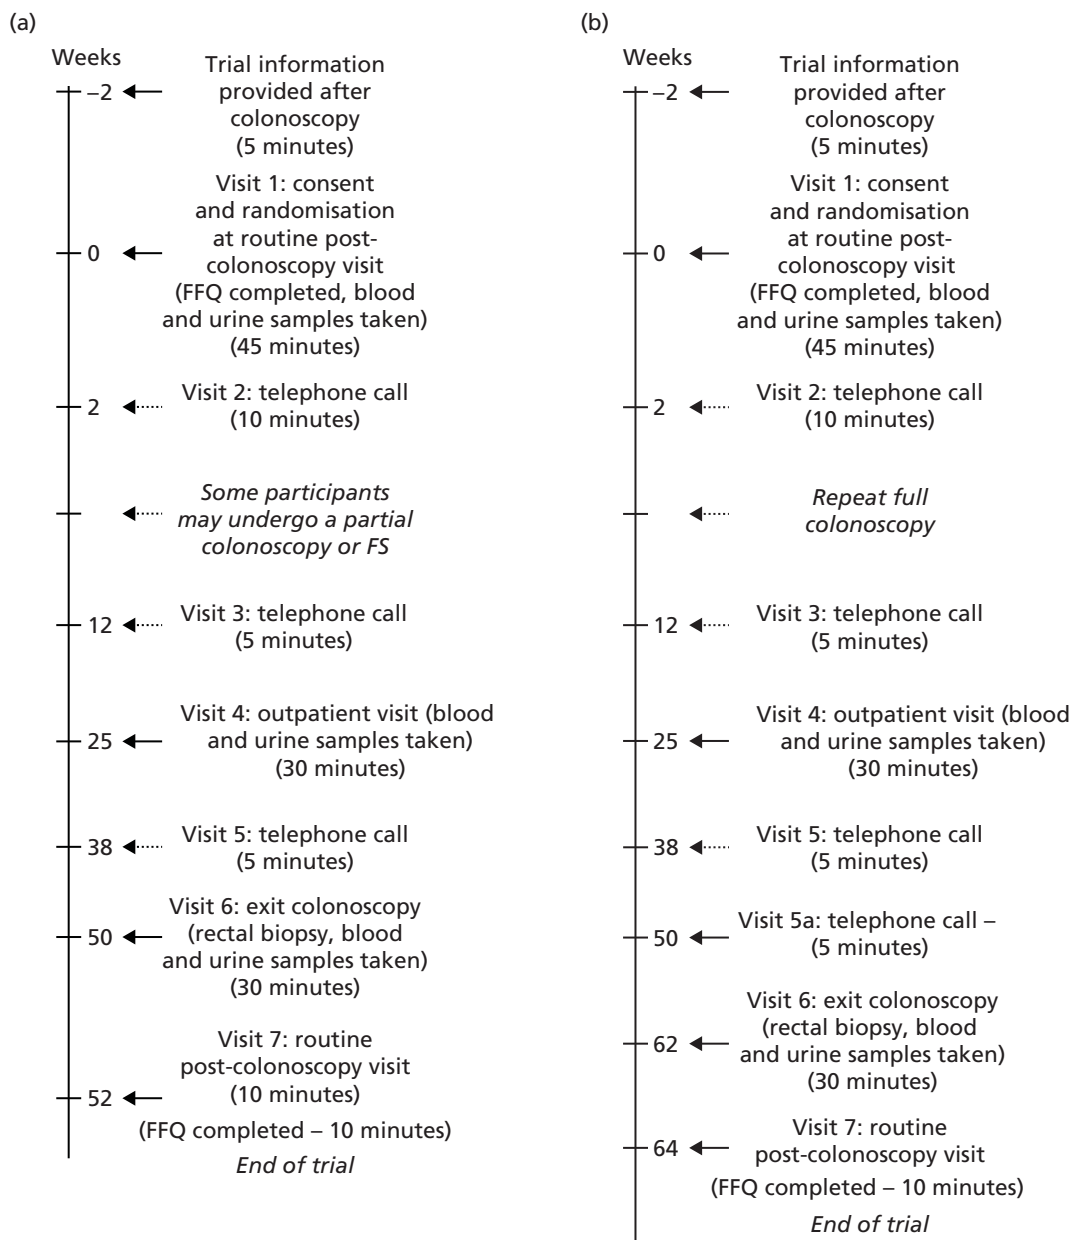 (a)
Weeks
–2
Trial information
provided after
colonoscopy
(5 minutes)
Visit 1: consent
and randomisation
at routine post-
0
colonoscopy visit
(FFQ completed, blood
and urine samples taken)
(45 minutes)
2
Visit 2: telephone call
(10 minutes)
Some participants
may undergo a partial
colonoscopy or FS
12
Visit 3: telephone call
(5 minutes)
25
Visit 4: outpatient visit (blood
and urine samples taken)
(30 minutes)
38
Visit 5: telephone call
(5 minutes)
50
Visit 6: exit colonoscopy
(rectal biopsy, blood
and urine samples taken)
(30 minutes)
52
Visit 7: routine
post-colonoscopy visit
(10 minutes)
(FFQ completed – 10 minutes)
End of trial
(b)
Weeks
–2
Trial information
provided after
colonoscopy
(5 minutes)
Visit 1: consent
and randomisation
at routine post-
0
colonoscopy visit
(FFQ completed, blood
and urine samples taken)
(45 minutes)
2
Visit 2: telephone call
(10 minutes)
Repeat full
colonoscopy
12
Visit 3: telephone call
(5 minutes)
25
Visit 4: outpatient visit (blood
and urine samples taken)
(30 minutes)
38
Visit 5: telephone call
(5 minutes)
50
Visit 5a: telephone call –
(5 minutes)
62
Visit 6: exit colonoscopy
(rectal biopsy, blood
and urine samples taken)
(30 minutes)
64
Visit 7: routine
post-colonoscopy visit
(FFQ completed – 10 minutes)
End of trial